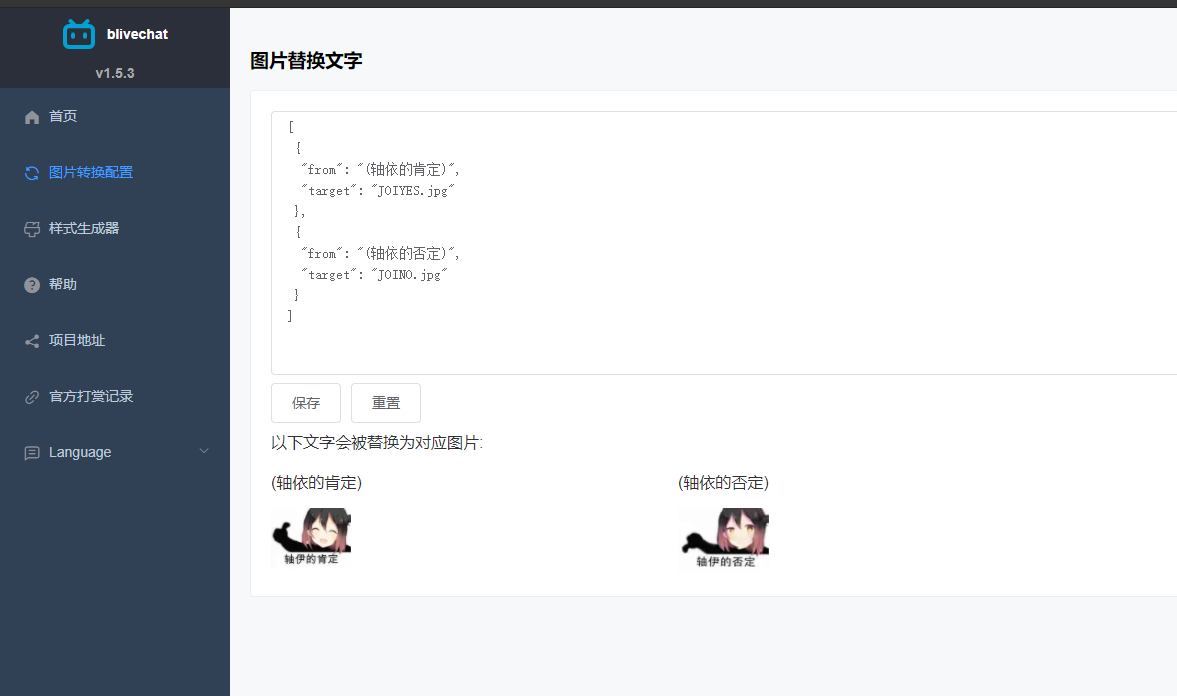 blivechat
v1.5.3
首页
图片转换配置
样式生成器
帮助
项目地址
官方打赏记录
Language
图片替换文字
[
{
"from": "(轴依的肯定)",
"target": "JOIYES.jpg"
},
{
"from": "(轴依的否定)",
"target": "JOINO.jpg"
}
]
保存 重置
以下文字会被替换为对应图片:
(轴依的肯定) (轴依的否定)
轴伊的肯定 轴伊的否定